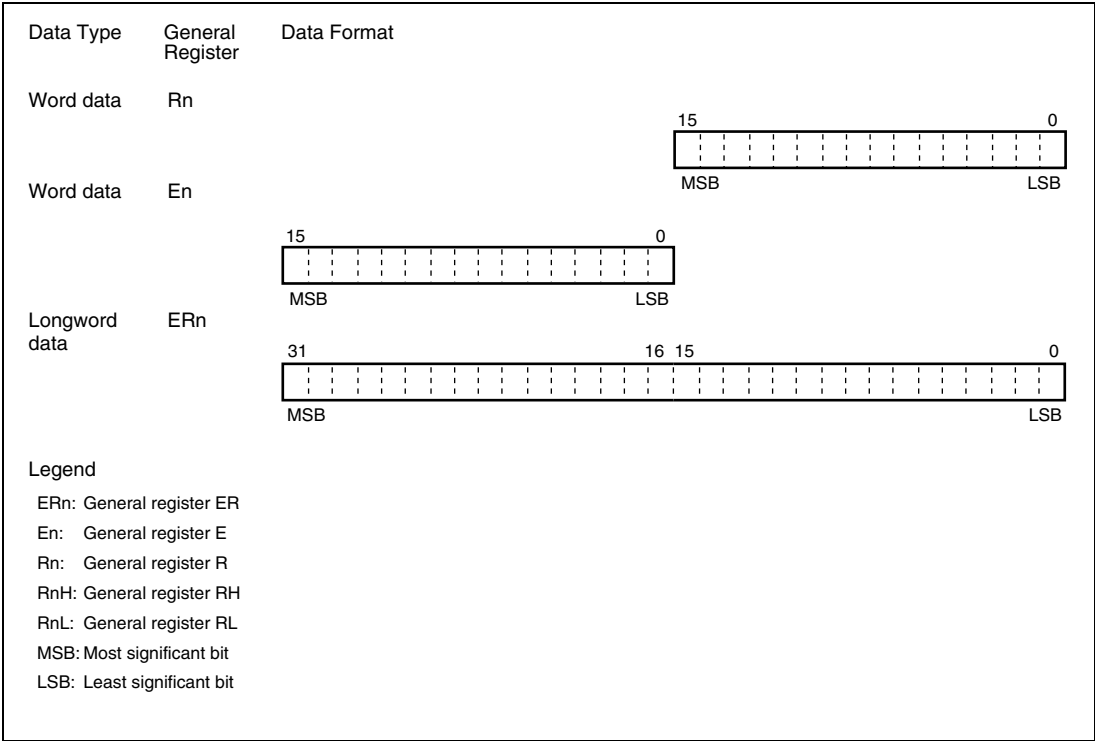 Data Type General Register Data Format
Word data Rn
15 0
MSB LSB
Word data En
15 0
MSB LSB
Longword data ERn
31 16 15 0
MSB LSB
Legend
ERn: General register ER
En: General register E
Rn: General register R
RnH: General register RH
RnL: General register RL
MSB: Most significant bit
LSB: Least significant bit